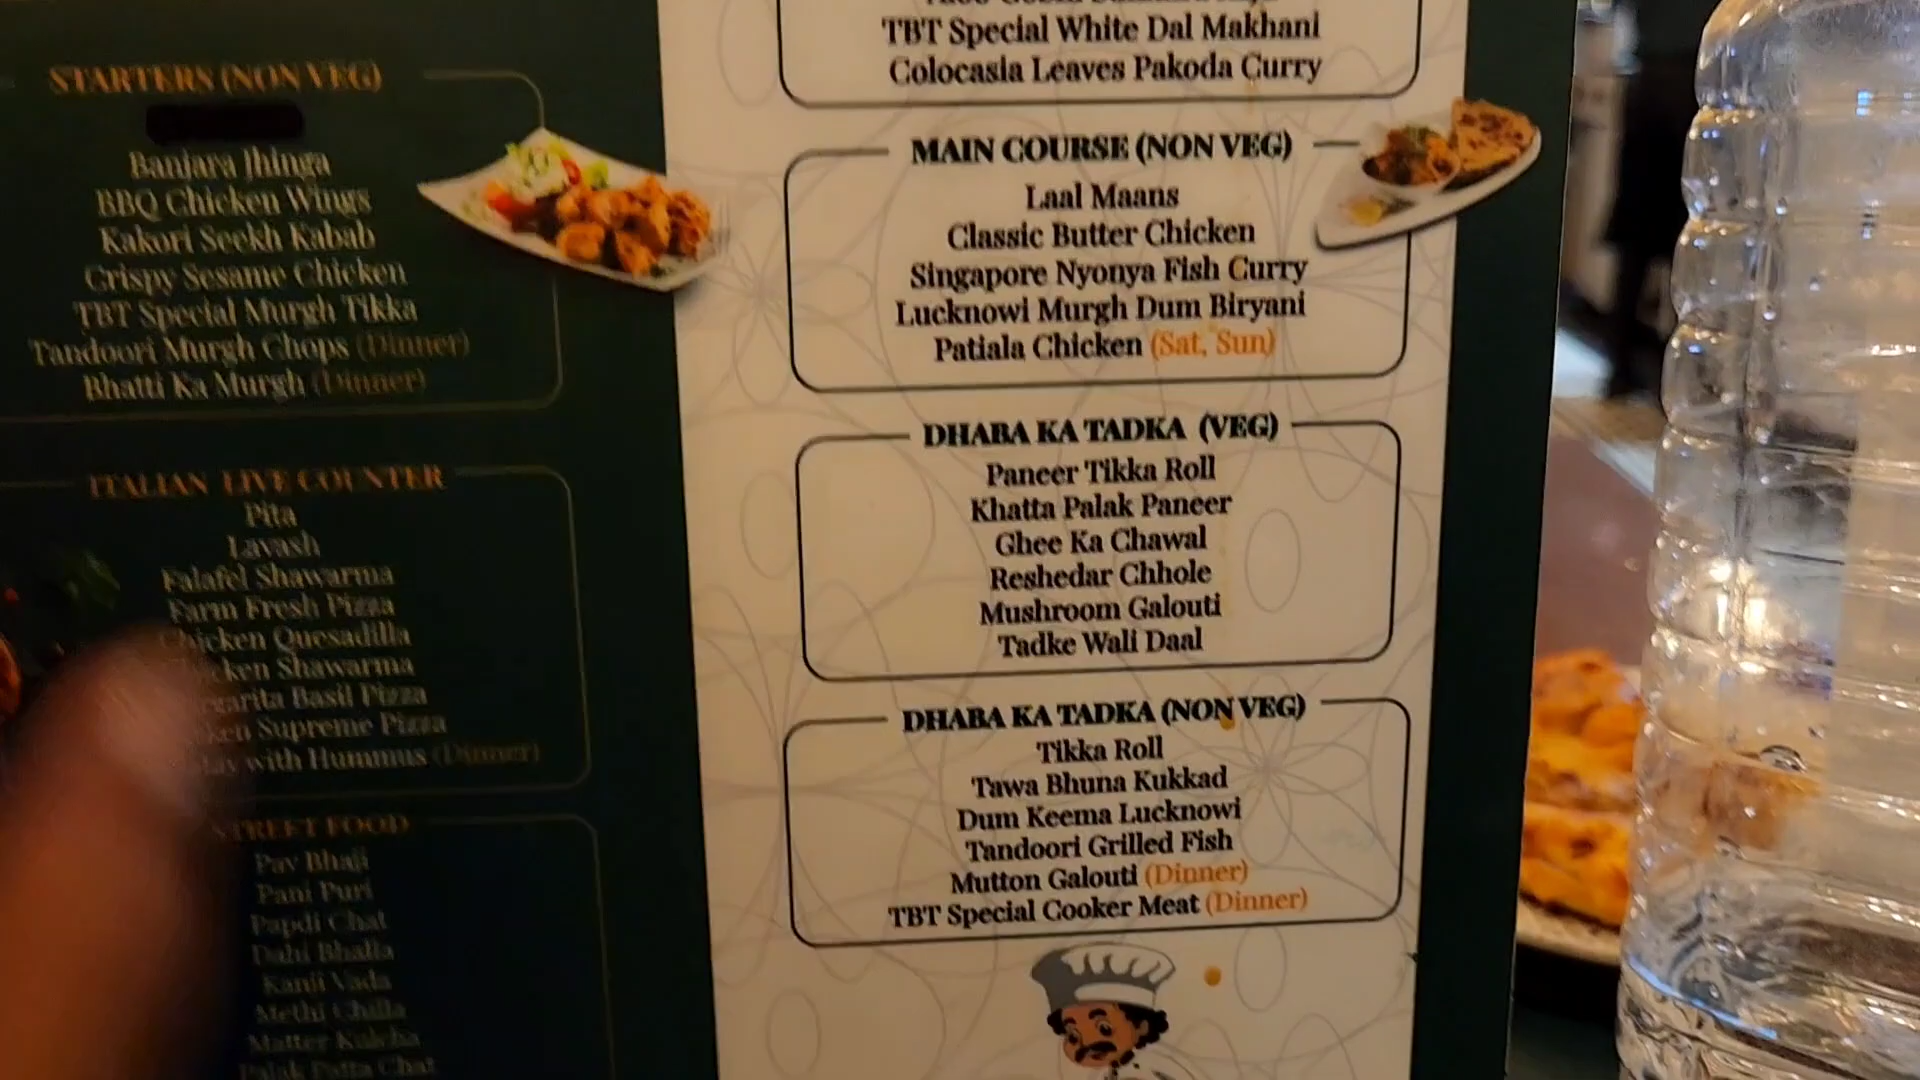 STARTERS (NON VEG)
Banjara Jhinga
BBQ Chicken Wings
Kakori Seekh Kabab
Crispy Sesame Chicken
TBT Special Murgh Tikka
Tandoori Murgh Chops (Dinner)
Bhatti Ka Murgh (Dinner)
ITALIAN LIVE COUNTER
Pita
Lavash
Falafel Shawarma
Farm Fresh Pizza
Chicken Quesadilla
Shawarma
Basil Pizza
Supreme Pizza
with Hummus (Dinner)
STREET FOOD
Pav Bhaji
Pani Puri
Papdi Chat
Dahi Bhalla
Kanji Vada
Methi Chilla
Matter Kulcha
Palak Patta Chat
TBT Special White Dal Makhani
Colocasia Leaves Pakoda Curry
MAIN COURSE (NON VEG)
Laal Maans
Classic Butter Chicken
Singapore Nyonya Fish Curry
Lucknowi Murgh Dum Biryani
Patiala Chicken (Sat, Sun)
DHABA KA TADKA (VEG)
Paneer Tikka Roll
Khatta Palak Paneer
Ghee Ka Chawal
Reshedar Chhole
Mushroom Galouti
Tadke Wali Daal
DHABA KA TADKA (NON VEG)
Tikka Roll
Tawa Bhuna Kukkad
Dum Keema Lucknowi
Tandoori Grilled Fish
Mutton Galouti (Dinner)
TBT Special Cooker Meat (Dinner)